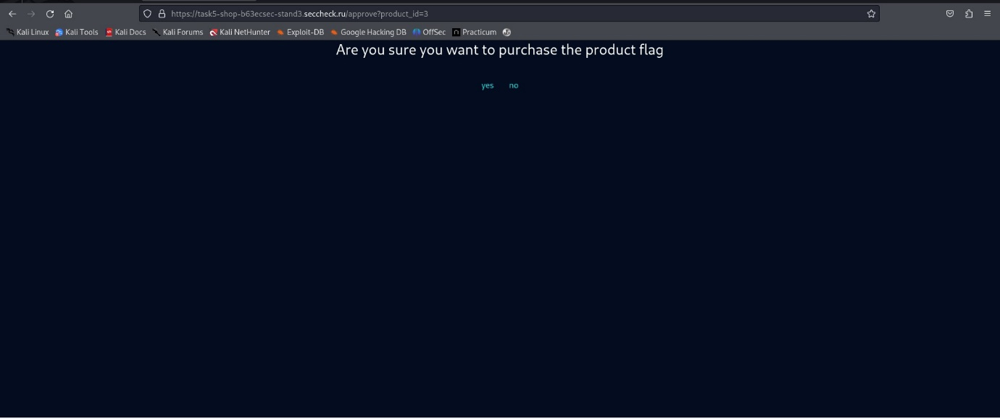 https://task5-shop-b63ecsec-stand3.seccheck.ru/approve?product_id=3
Kali Linux Kali Tools Kali Docs Kali Forums Kali NetHunter Exploit-DB Google Hacking DB OffSec Practicum
Are you sure you want to purchase the product flag
yes no